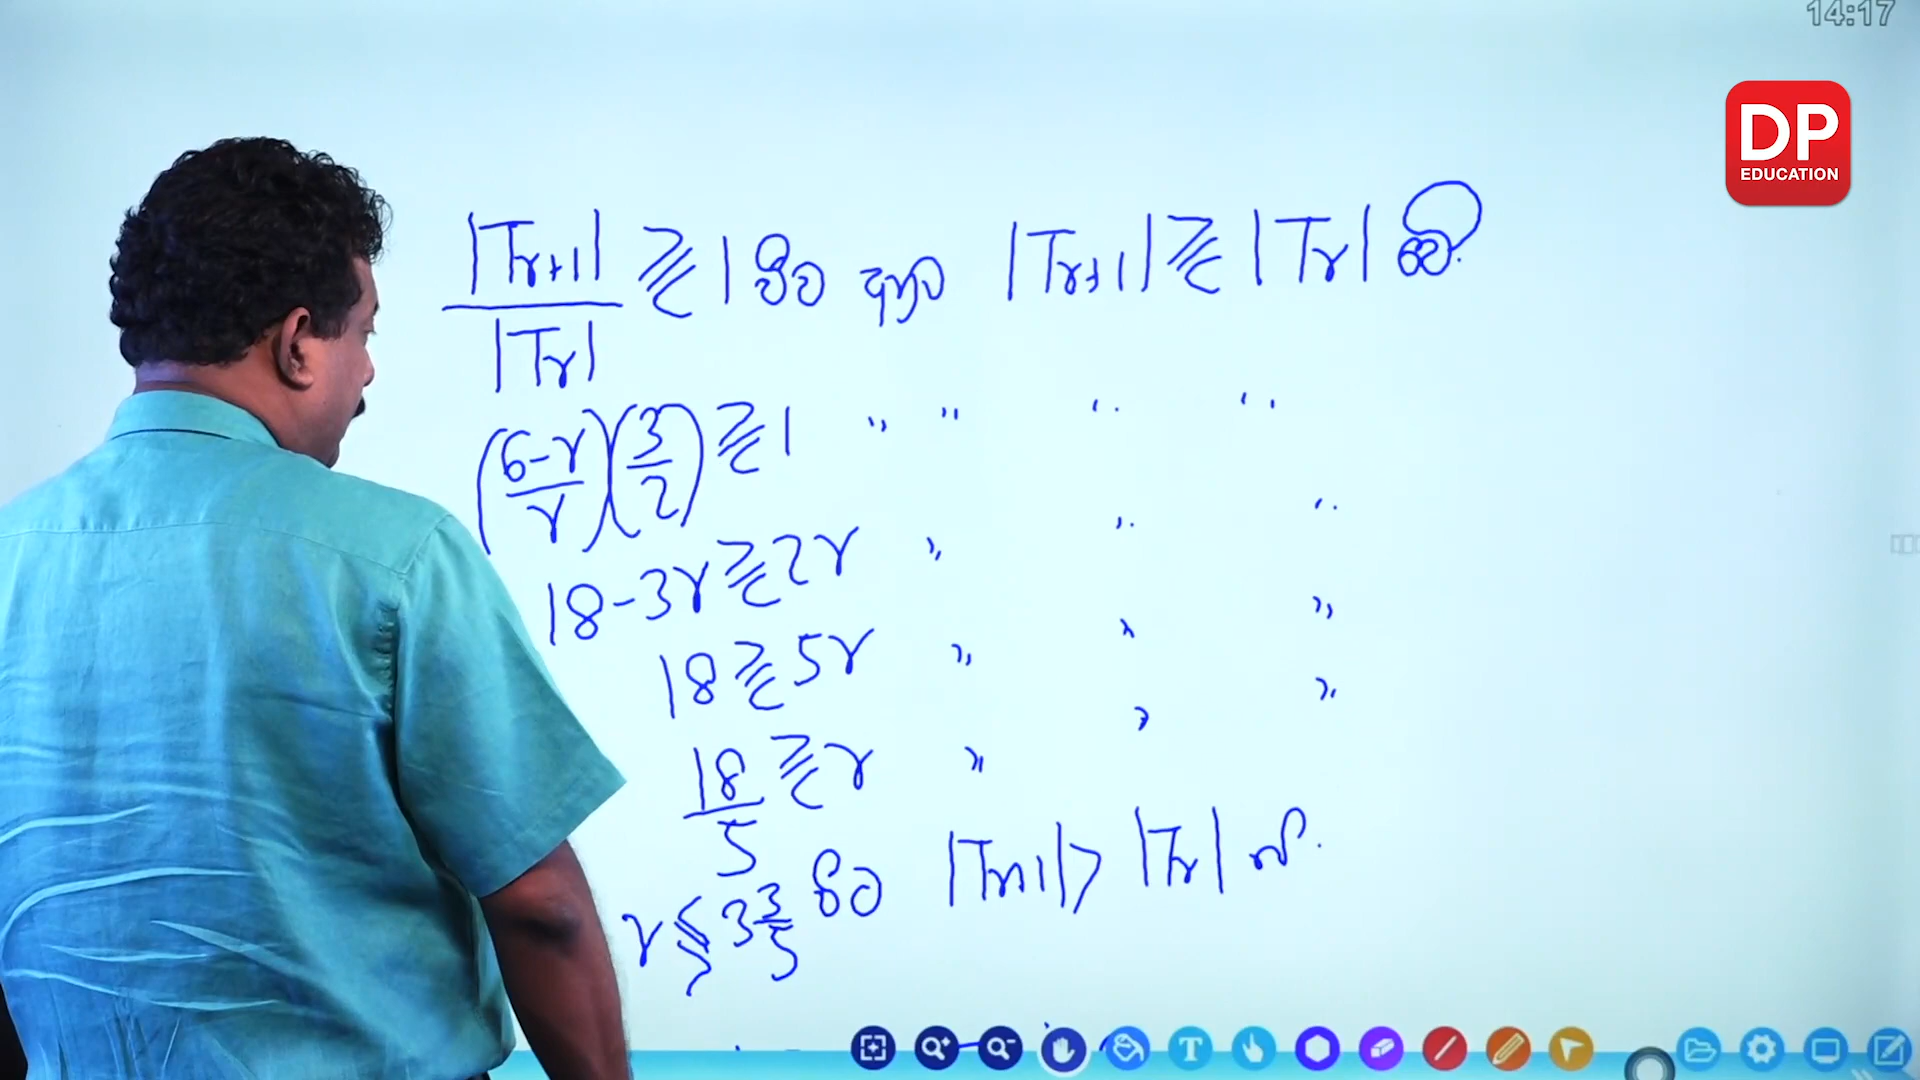 14:17
DP
EDUCATION
|Tr+1| / |Tr| ⋛ 1 විට |Tr+1| ⋛ |Tr| වේ.
((6-r)/r)(3/2) ⋛ 1 " " " "
18-3r ⋛ 2r " " "
18 ⋛ 5r " " "
18/5 ⋛ r " " "
r ⋚ 3 3/5 විට |Tr+1| > |Tr| වේ.